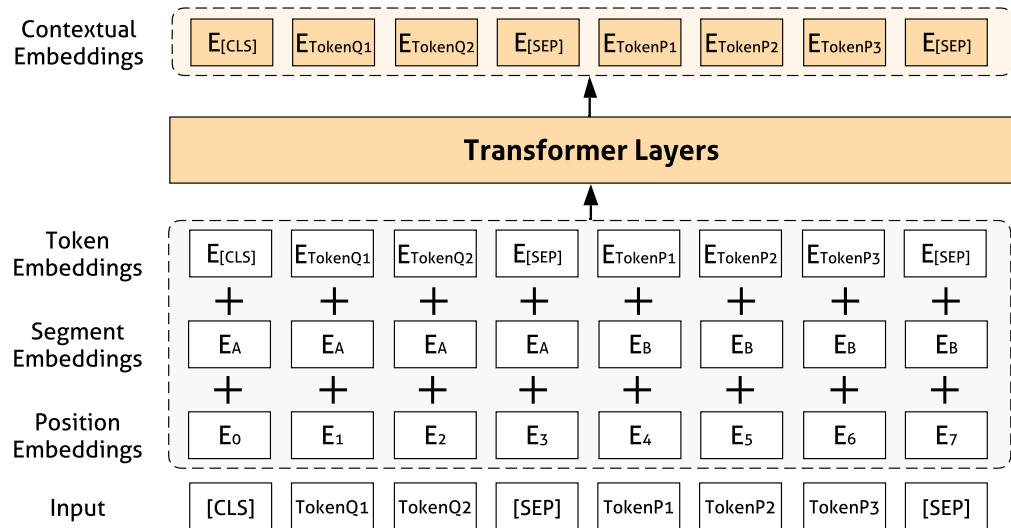 Contextual
Embeddings
E[CLS] ETokenQ1 ETokenQ2 E[SEP] ETokenP1 ETokenP2 ETokenP3 E[SEP]
Transformer Layers
Token
Embeddings
E[CLS] ETokenQ1 ETokenQ2 E[SEP] ETokenP1 ETokenP2 ETokenP3 E[SEP]
+ + + + + + + +
Segment
Embeddings
EA EA EA EA EB EB EB EB
+ + + + + + + +
Position
Embeddings
E0 E1 E2 E3 E4 E5 E6 E7
Input [CLS] TokenQ1 TokenQ2 [SEP] TokenP1 TokenP2 TokenP3 [SEP]